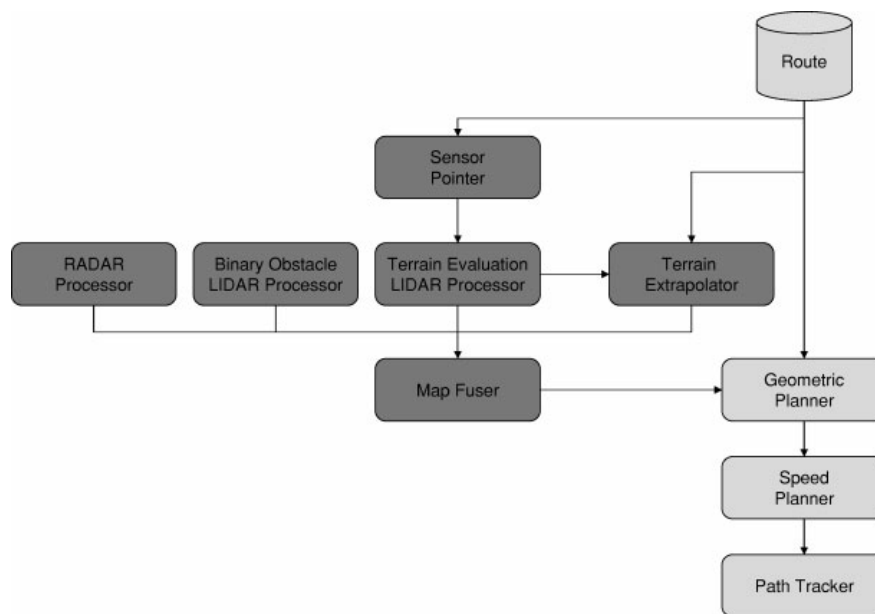 Route
Sensor
Pointer
RADAR
Processor
Binary Obstacle
LIDAR Processor
Terrain Evaluation
LIDAR Processor
Terrain
Extrapolator
Map Fuser
Geometric
Planner
Speed
Planner
Path Tracker